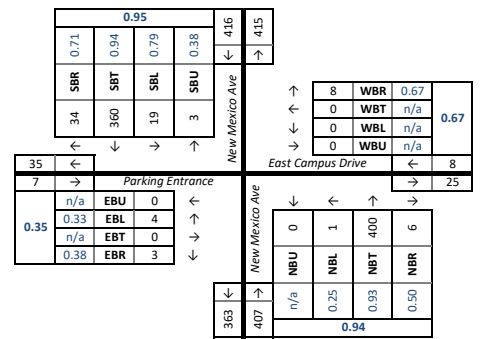 0.95
0.71 0.94 0.79 0.38
SBR SBT SBL SBU
34 360 19 3
← ↓ → ↑
416 415
↓ ↑
New Mexico Ave
↑ 8 WBR 0.67
← 0 WBT n/a
↓ 0 WBL n/a
→ 0 WBU n/a
0.67
35 ←
East Campus Drive ← 8
7 → Parking Entrance
→ 25
0.35
n/a EBU 0 ←
0.33 EBL 4 ↑
n/a EBT 0 →
0.38 EBR 3 ↓
New Mexico Ave
↓ ← ↑ →
0 1 400 6
NBU NBL NBT NBR
n/a 0.25 0.93 0.50
0.94
↓ ↑
363 407